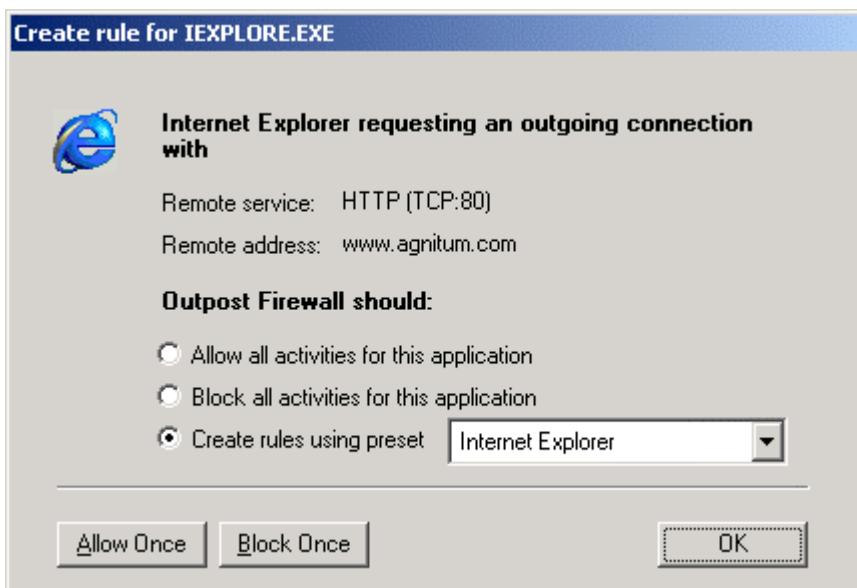 Create rule for IEXPLORE.EXE
Internet Explorer requesting an outgoing connection
with
Remote service: HTTP (TCP:80)
Remote address: www.agnitum.com
Outpost Firewall should:
Allow all activities for this application
Block all activities for this application
Create rules using preset Internet Explorer
Allow Once Block Once OK